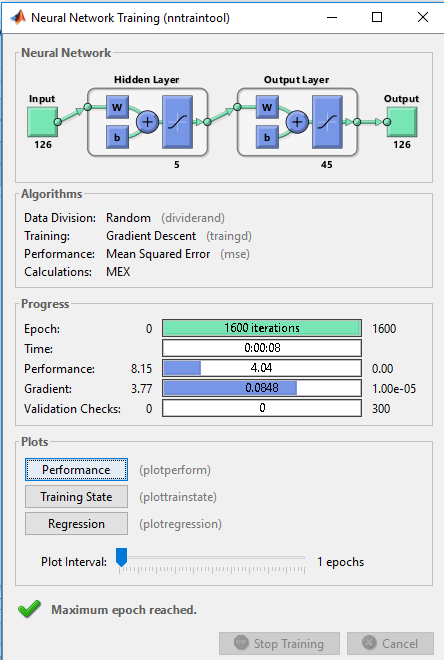 Neural Network Training (nntraintool)
Neural Network
Hidden Layer
Output Layer
Input
W
b
+
W
b
+
Output
126
5
45
126
Algorithms
Data Division: Random (dividerand)
Training: Gradient Descent (traingd)
Performance: Mean Squared Error (mse)
Calculations: MEX
Progress
Epoch: 0 1600 iterations 1600
Time: 0:00:08
Performance: 8.15 4.04 0.00
Gradient: 3.77 0.0848 1.00e-05
Validation Checks: 0 0 300
Plots
Performance (plotperform)
Training State (plottrainstate)
Regression (plotregression)
Plot Interval: 1 epochs
Maximum epoch reached.
Stop Training Cancel